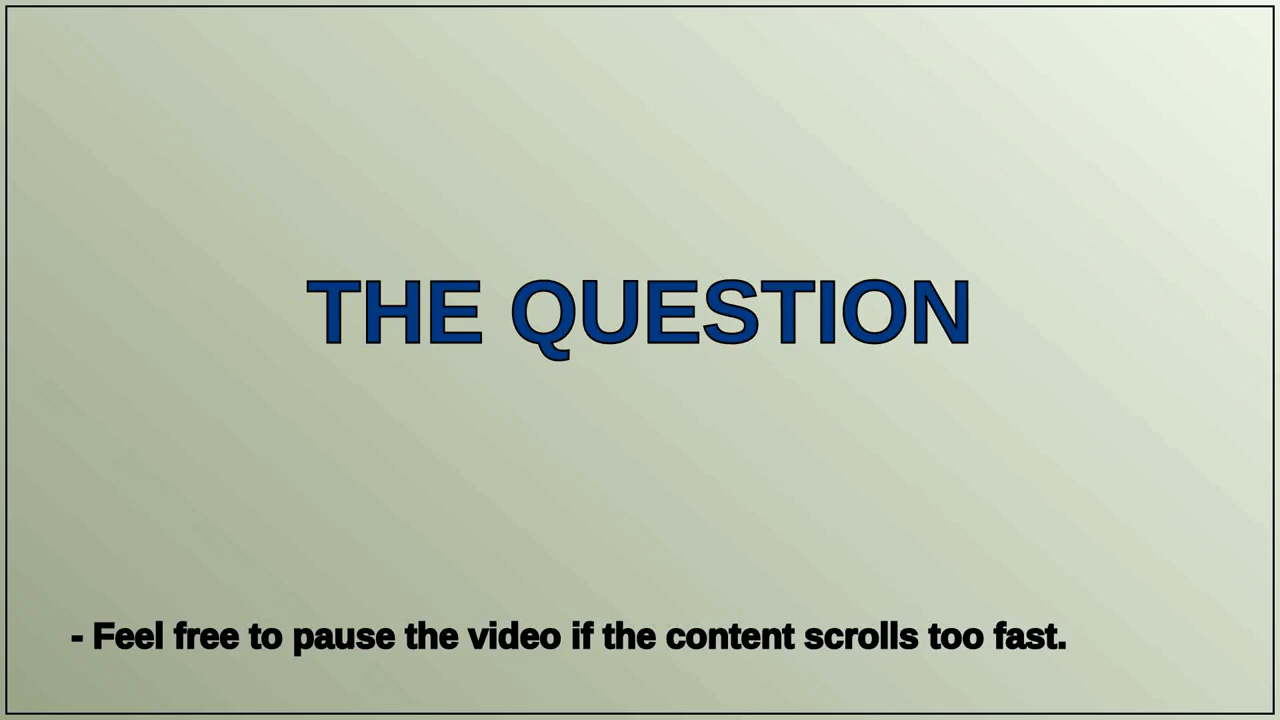 THE QUESTION
- Feel free to pause the video if the content scrolls too fast.